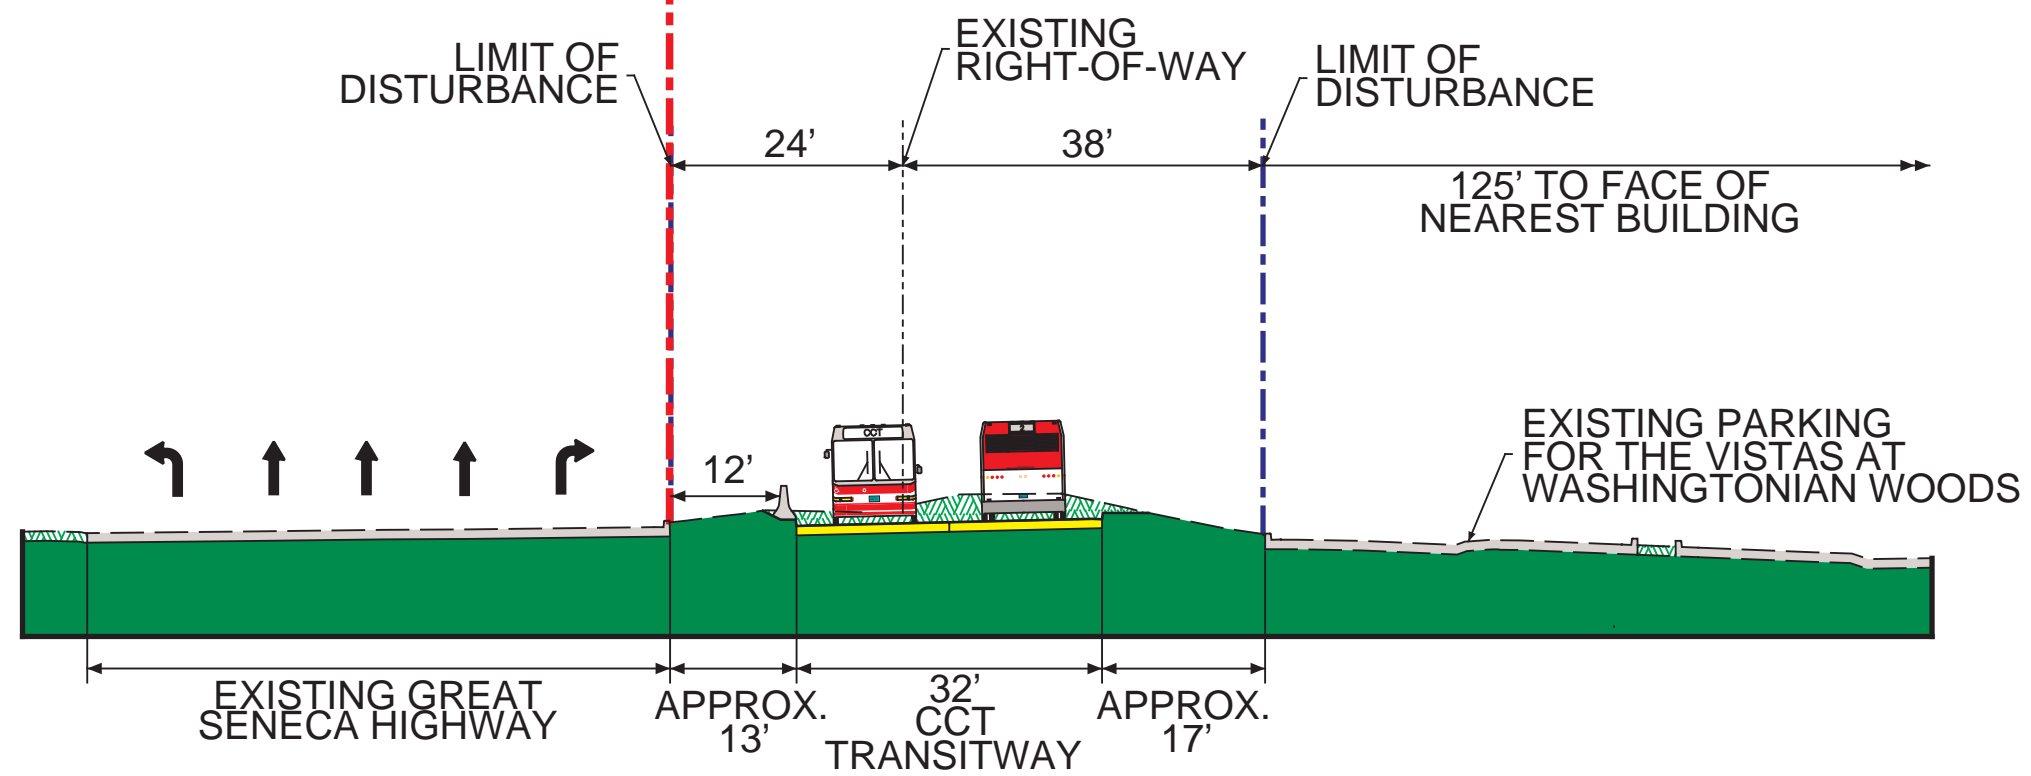 LIMIT OF
DISTURBANCE
EXISTING
RIGHT-OF-WAY
LIMIT OF
DISTURBANCE
24’
38’
125’ TO FACE OF
NEAREST BUILDING
12’
CCT
2
EXISTING PARKING
FOR THE VISTAS AT
WASHINGTONIAN WOODS
EXISTING GREAT
SENECA HIGHWAY
APPROX.
13’
32’
CCT
TRANSITWAY
APPROX.
17’